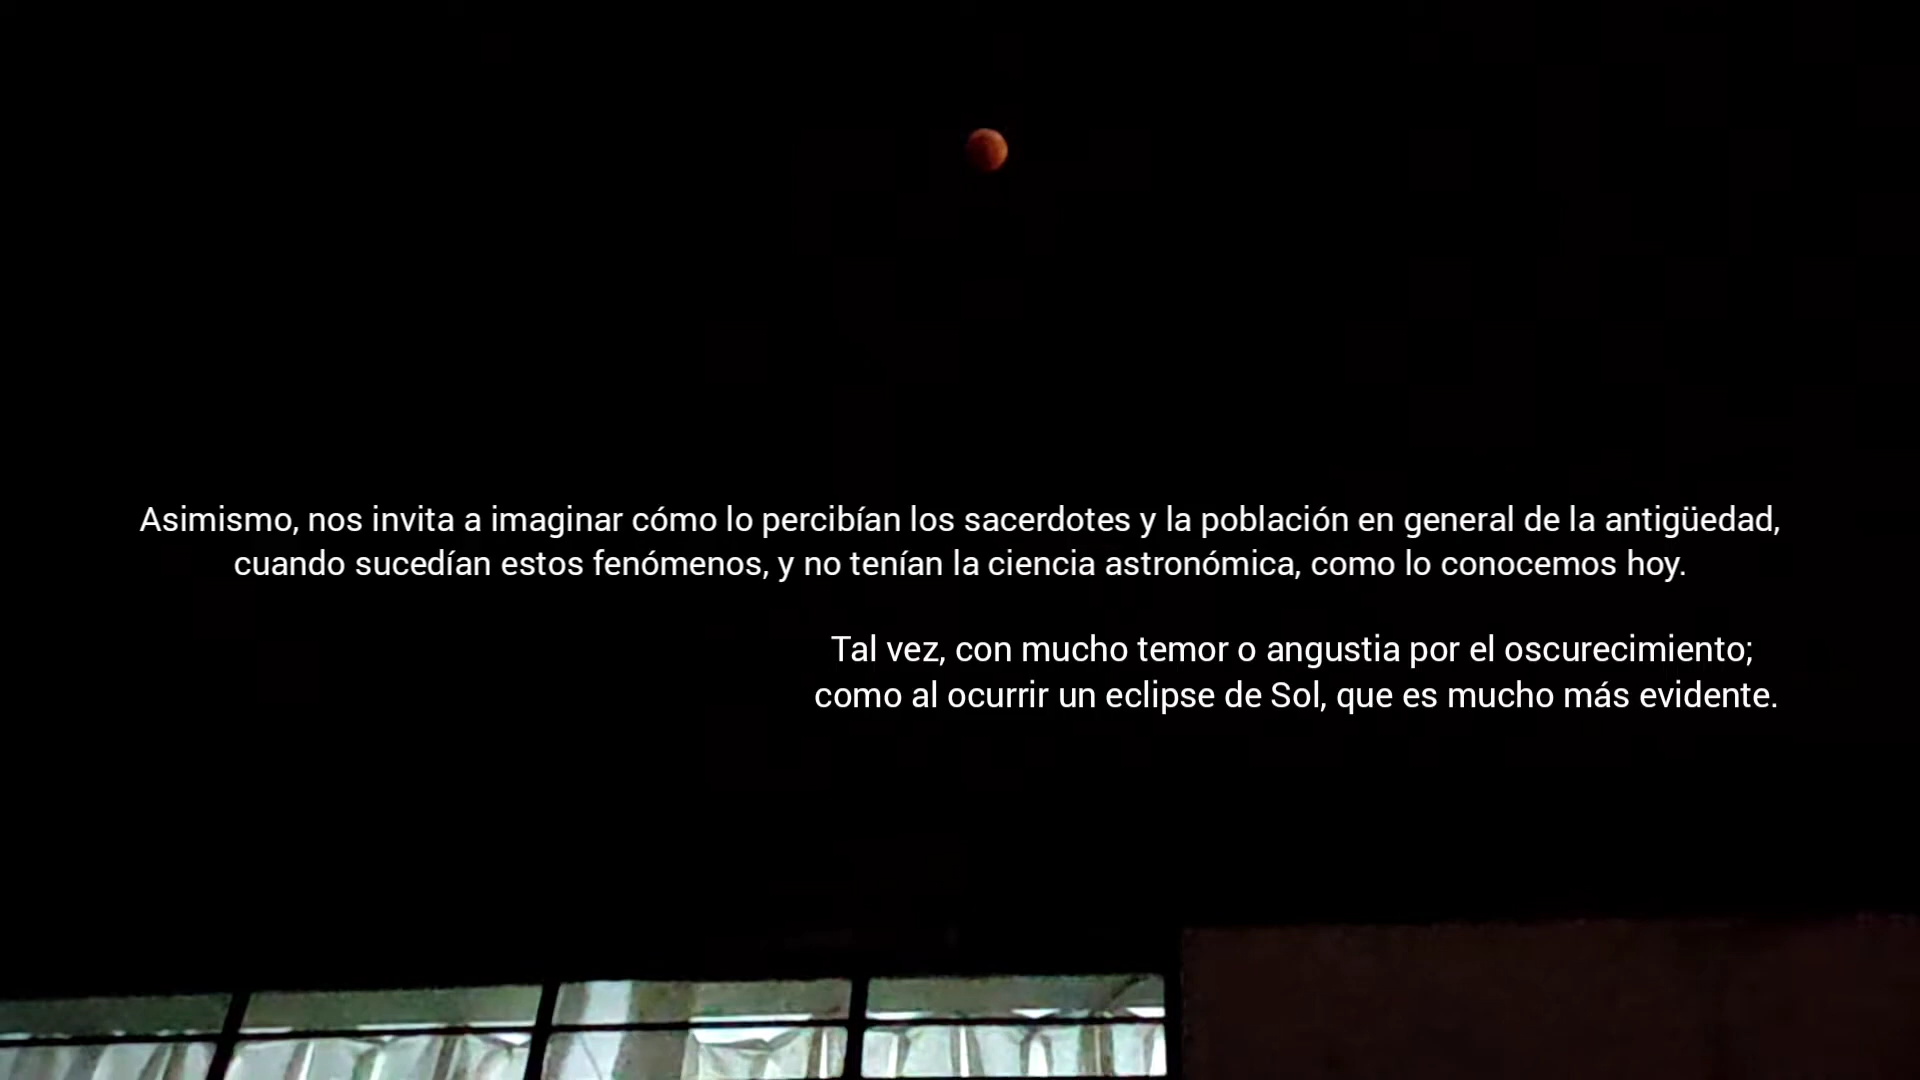 Asimismo, nos invita a imaginar cómo lo percibían los sacerdotes y la población en general de la antigüedad,
cuando sucedían estos fenómenos, y no tenían la ciencia astronómica, como lo conocemos hoy.
Tal vez, con mucho temor o angustia por el oscurecimiento;
como al ocurrir un eclipse de Sol, que es mucho más evidente.